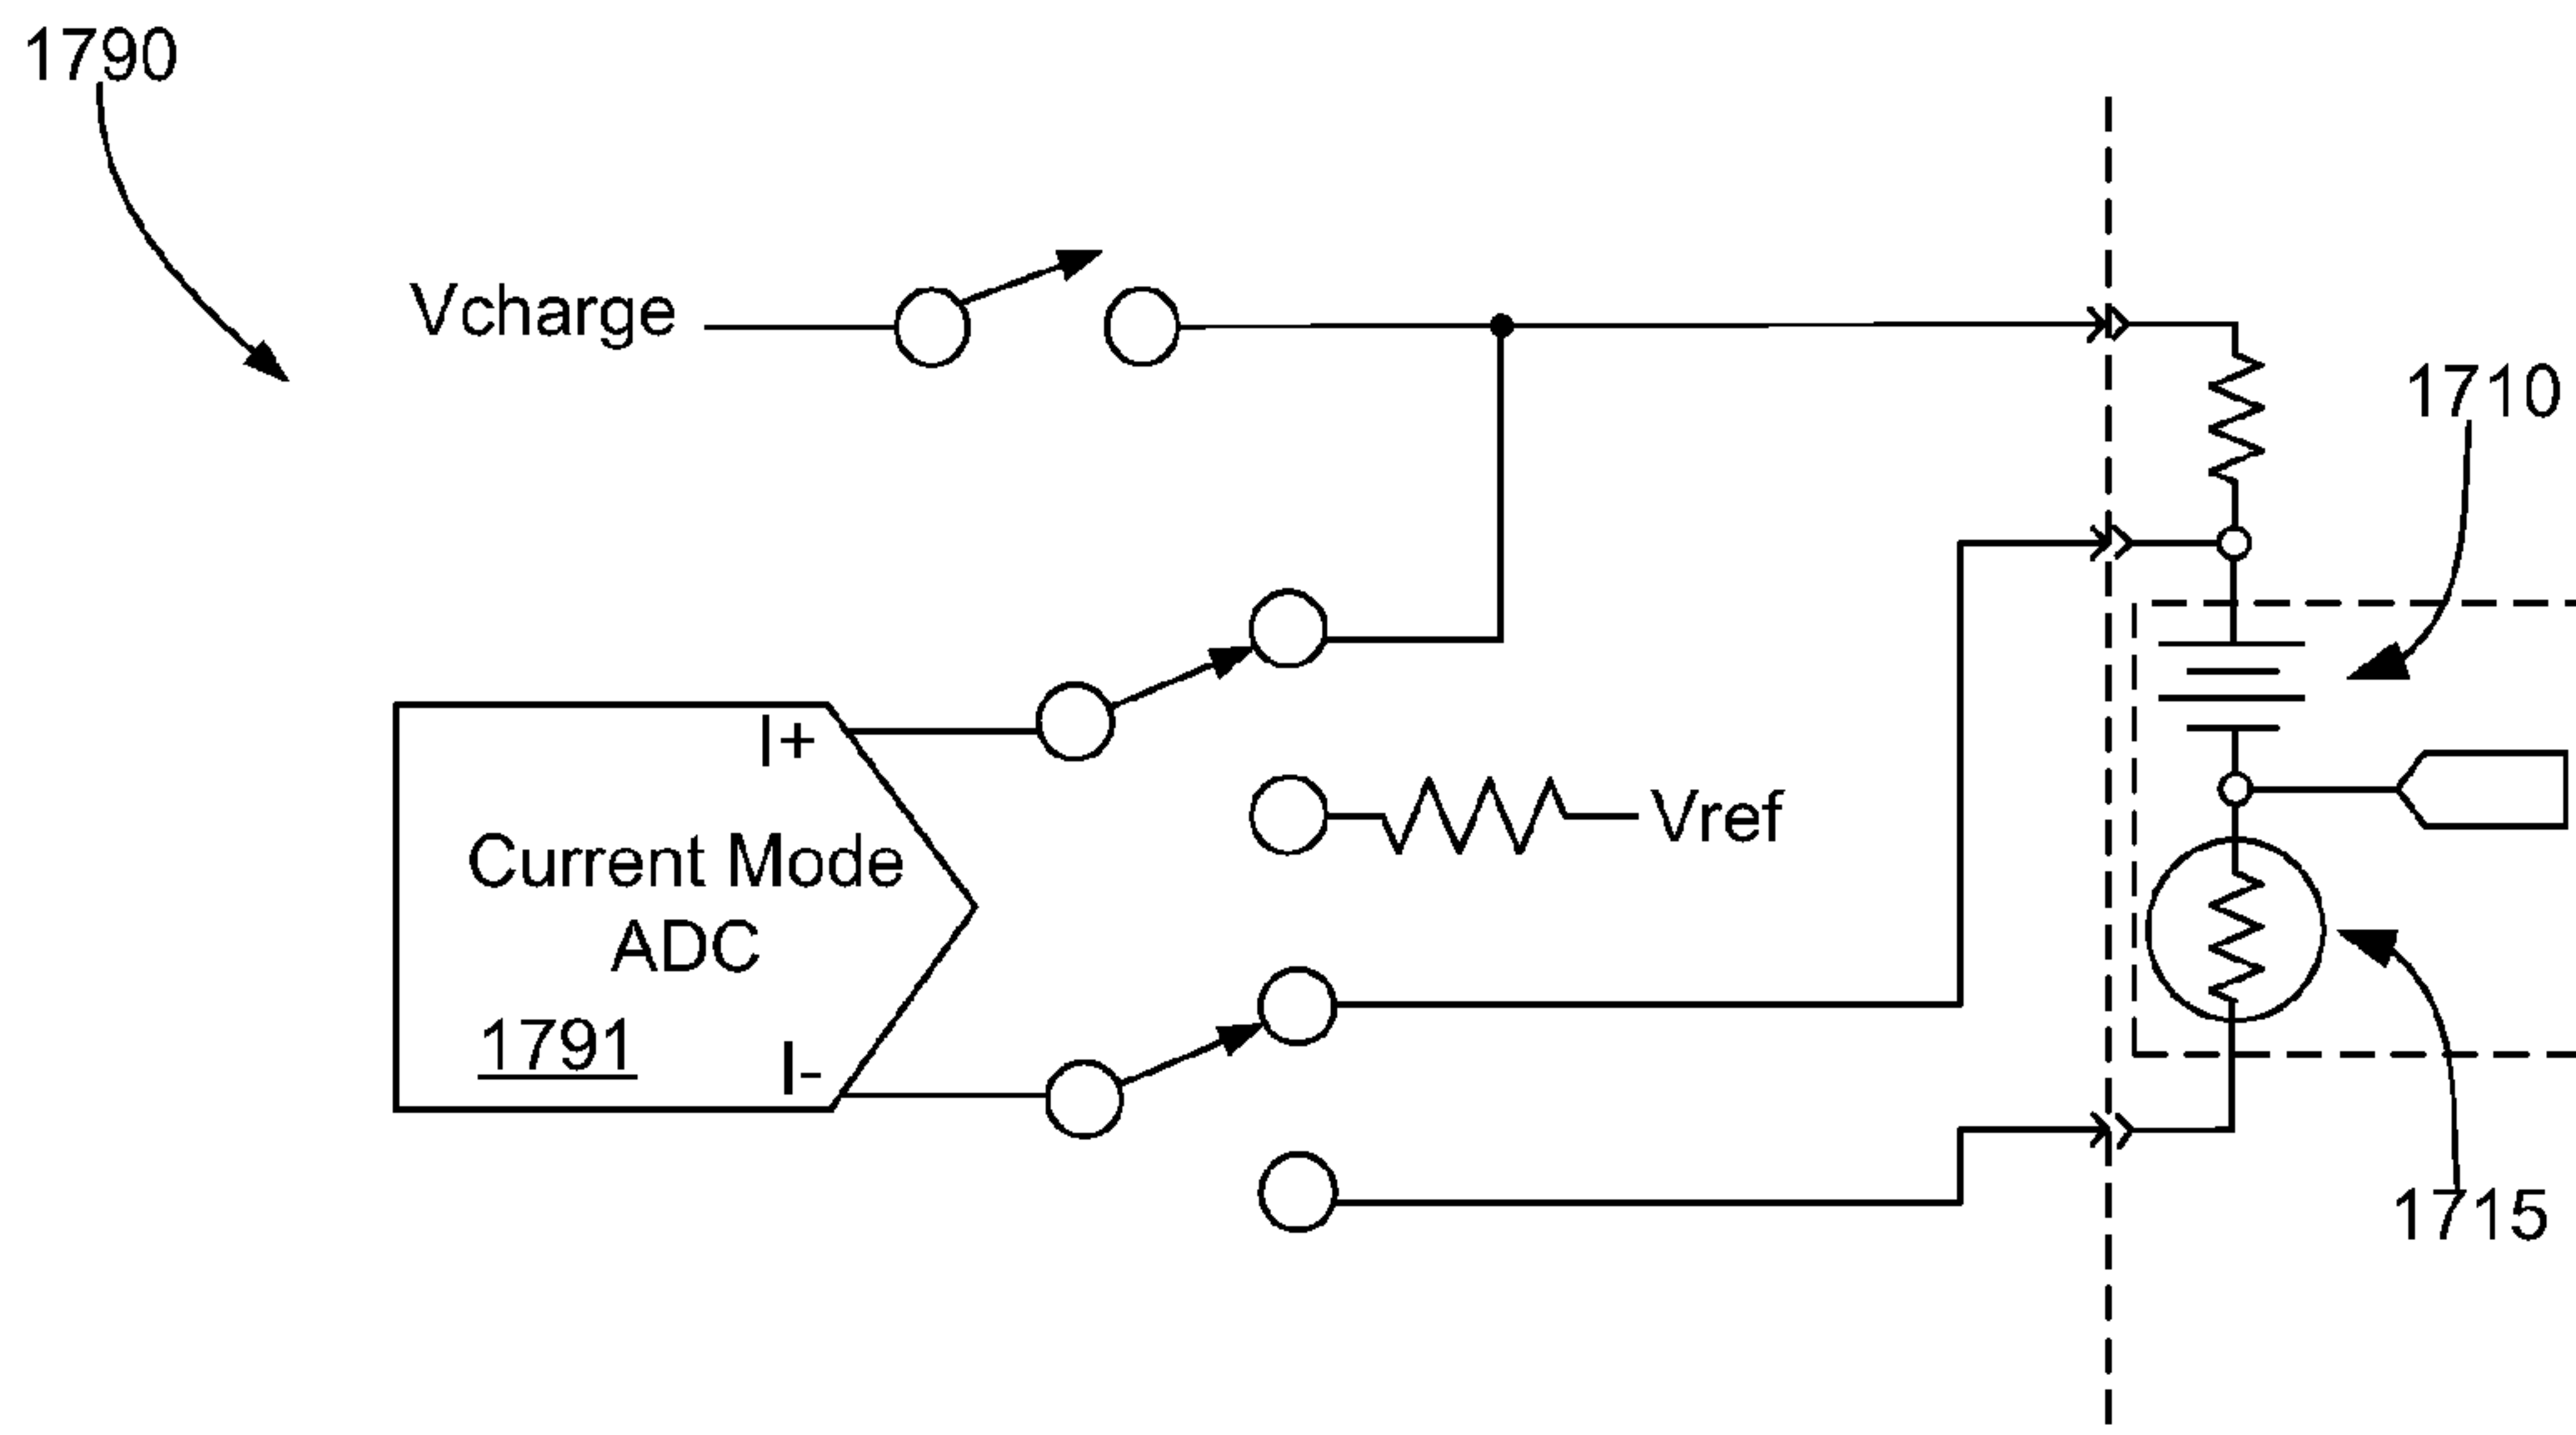 1790
Vcharge
1710
I+
Vref
Current Mode
ADC
1791
I-
1715